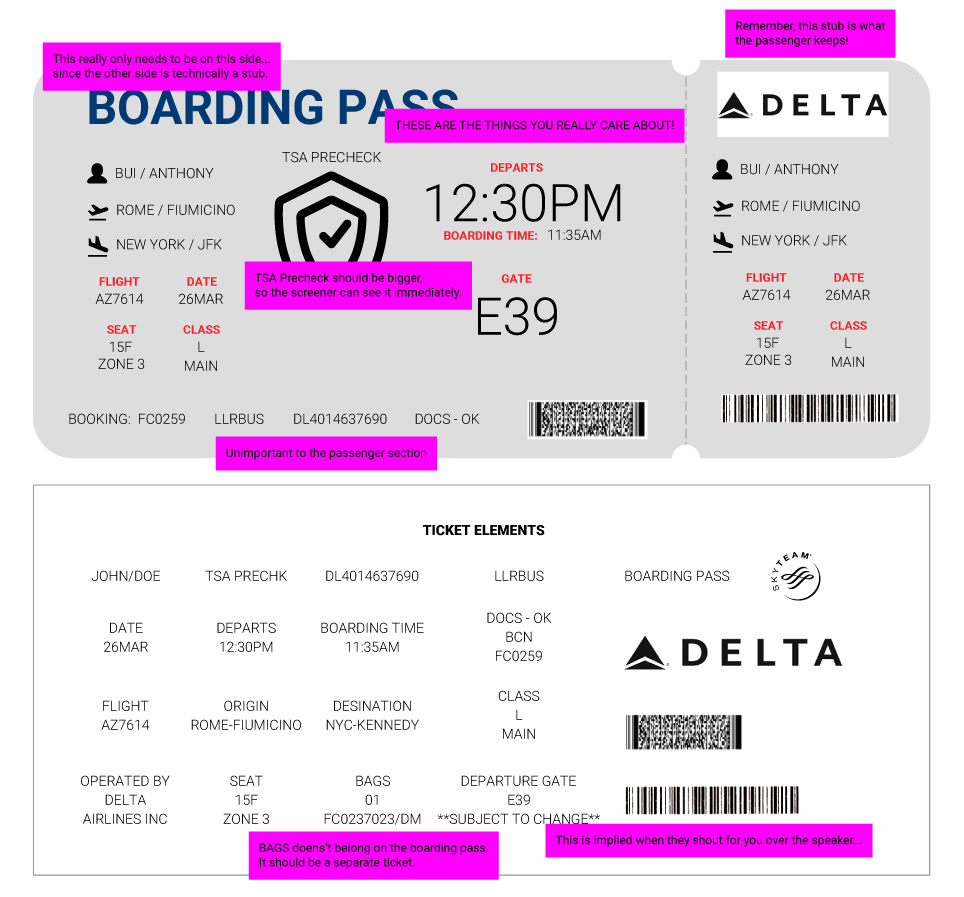 Remember, this stub is what
the passenger keeps!
This really only needs to be on this side...
since the other side is technically a stub.
BOARDING PASS
THESE ARE THE THINGS YOU REALLY CARE ABOUT!
DELTA
TSA PRECHECK
BUI / ANTHONY
ROME / FIUMICINO
NEW YORK / JFK
FLIGHT DATE
AZ7614 26MAR
SEAT CLASS
15F L
ZONE 3 MAIN
TSA Precheck should be bigger,
so the screener can see it immediately.
DEPARTS
12:30PM
BOARDING TIME: 11:35AM
GATE
E39
BUI / ANTHONY
ROME / FIUMICINO
NEW YORK / JFK
FLIGHT DATE
AZ7614 26MAR
SEAT CLASS
15F L
ZONE 3 MAIN
BOOKING: FC0259 LLRBUS DL4014637690 DOCS - OK
Unimportant to the passenger section
TICKET ELEMENTS
JOHN/DOE TSA PRECHK DL4014637690 LLRBUS BOARDING PASS
SKYTEAM
DATE
26MAR
DEPARTS
12:30PM
BOARDING TIME
11:35AM
DOCS - OK
BCN
FC0259
DELTA
FLIGHT
AZ7614
ORIGIN
ROME-FIUMICINO
DESINATION
NYC-KENNEDY
CLASS
L
MAIN
OPERATED BY
DELTA
AIRLINES INC
SEAT
15F
ZONE 3
BAGS
01
FC0237023/DM
DEPARTURE GATE
E39
**SUBJECT TO CHANGE**
This is implied when they shout for you over the speaker...
BAGS doens't belong on the boarding pass.
It should be a separate ticket.